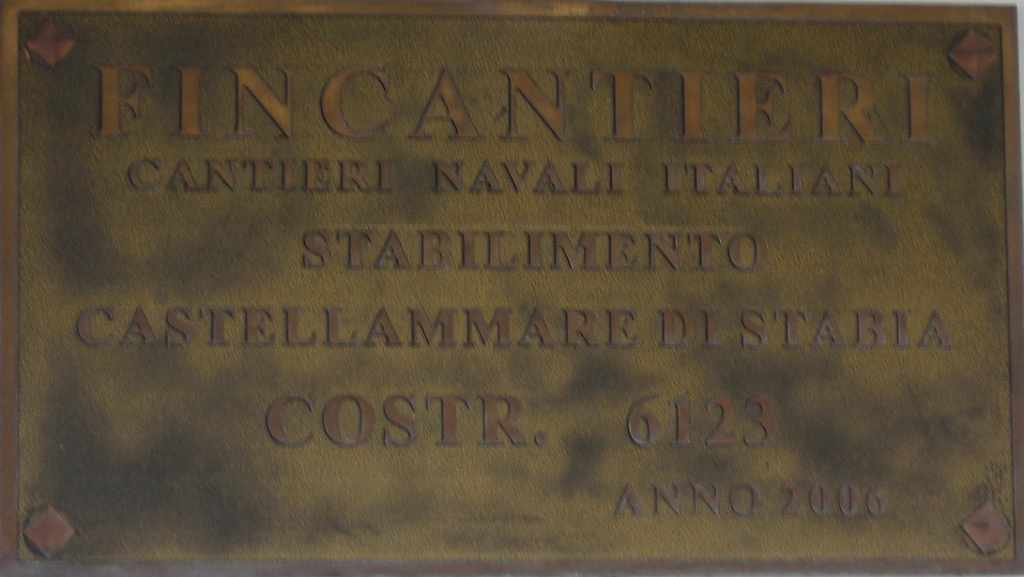 FINCANTIERI
CANTIERI NAVALI ITALIANI
STABILIMENTO
CASTELLAMMARE DI STABIA
COSTR. 6123
ANNO 2006